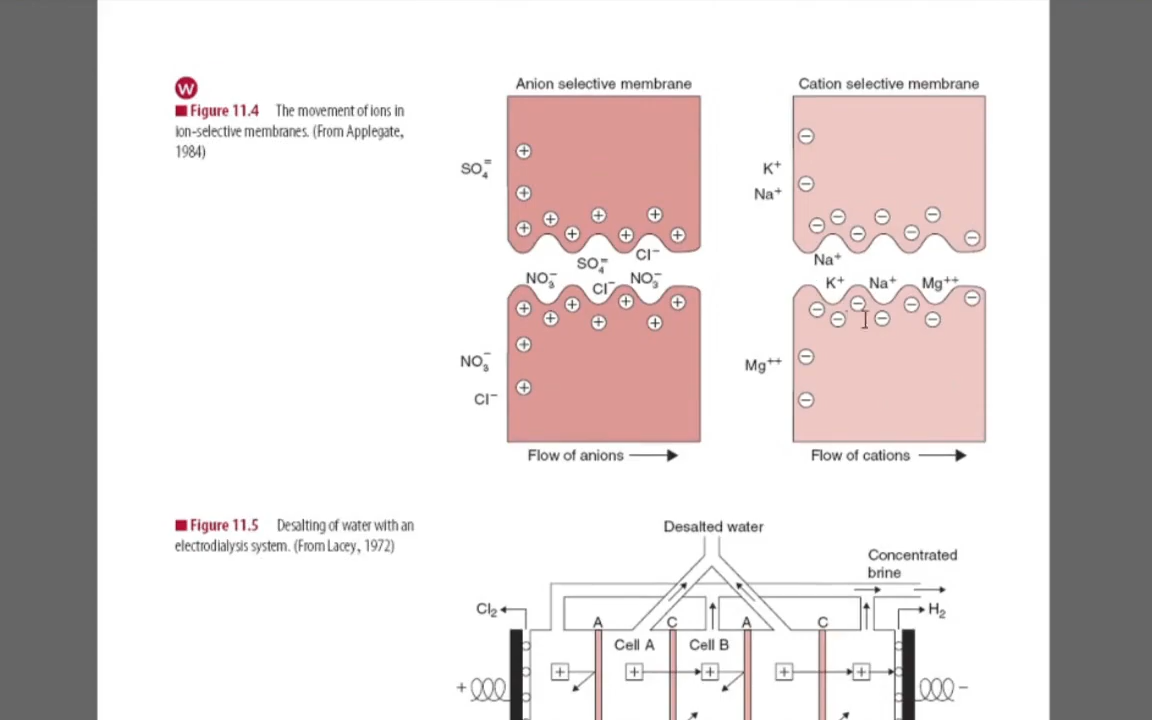 W
Figure 11.4 The movement of ions in
ion-selective membranes. (From Applegate,
1984)
Anion selective membrane
SO₄⁼
NO₃⁻
Cl⁻
SO₄⁼
Cl⁻
NO₃⁻
Cl⁻
NO₃⁻
Flow of anions
Cation selective membrane
K⁺
Na⁺
Mg⁺⁺
Na⁺
K⁺
Na⁺
Mg⁺⁺
Flow of cations
Figure 11.5 Desalting of water with an
electrodialysis system. (From Lacey, 1972)
Desalted water
Concentrated
brine
Cl₂
H₂
A
C
A
C
Cell A
Cell B
+
−